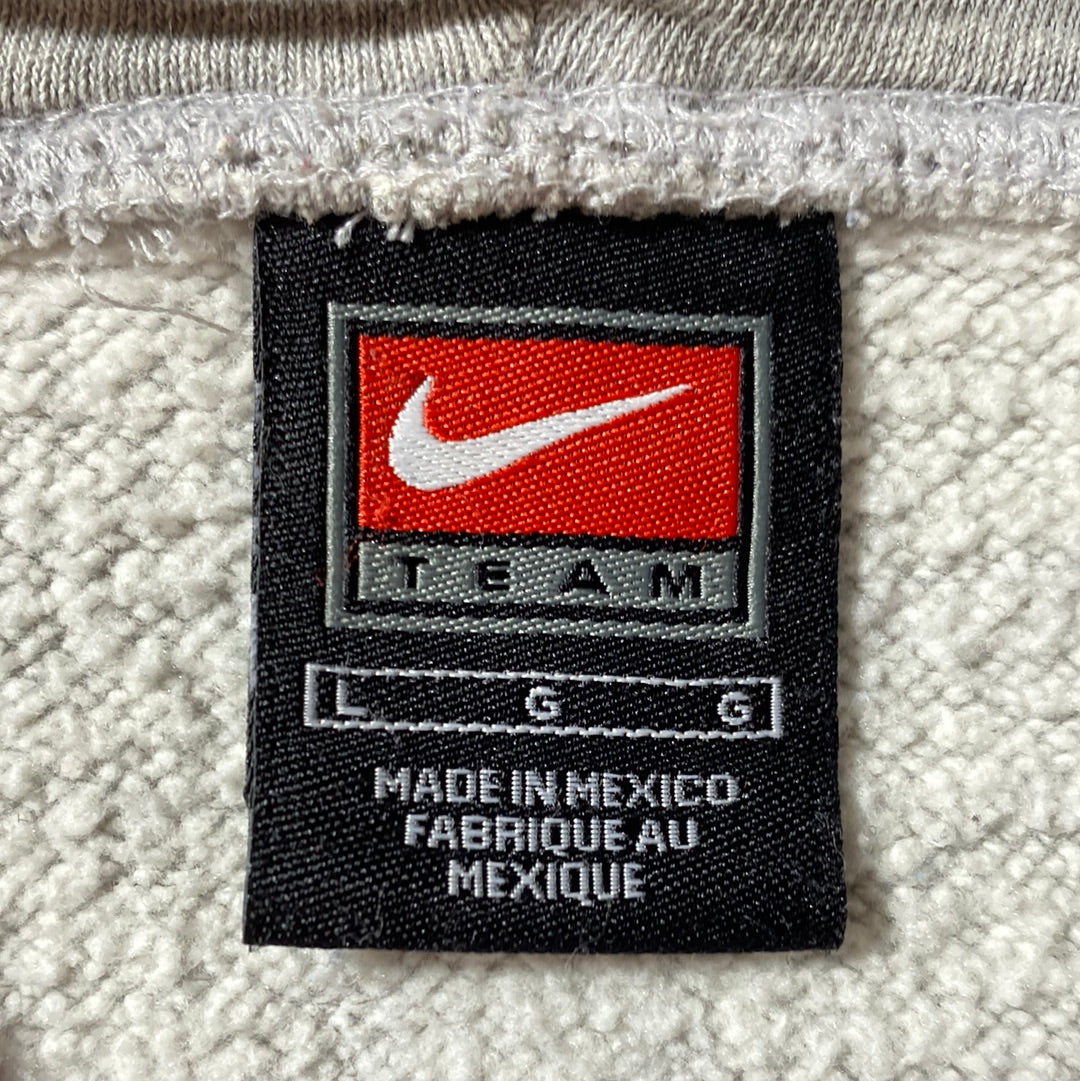 TEAM
L G G
MADE IN MEXICO
FABRIQUE AU
MEXIQUE